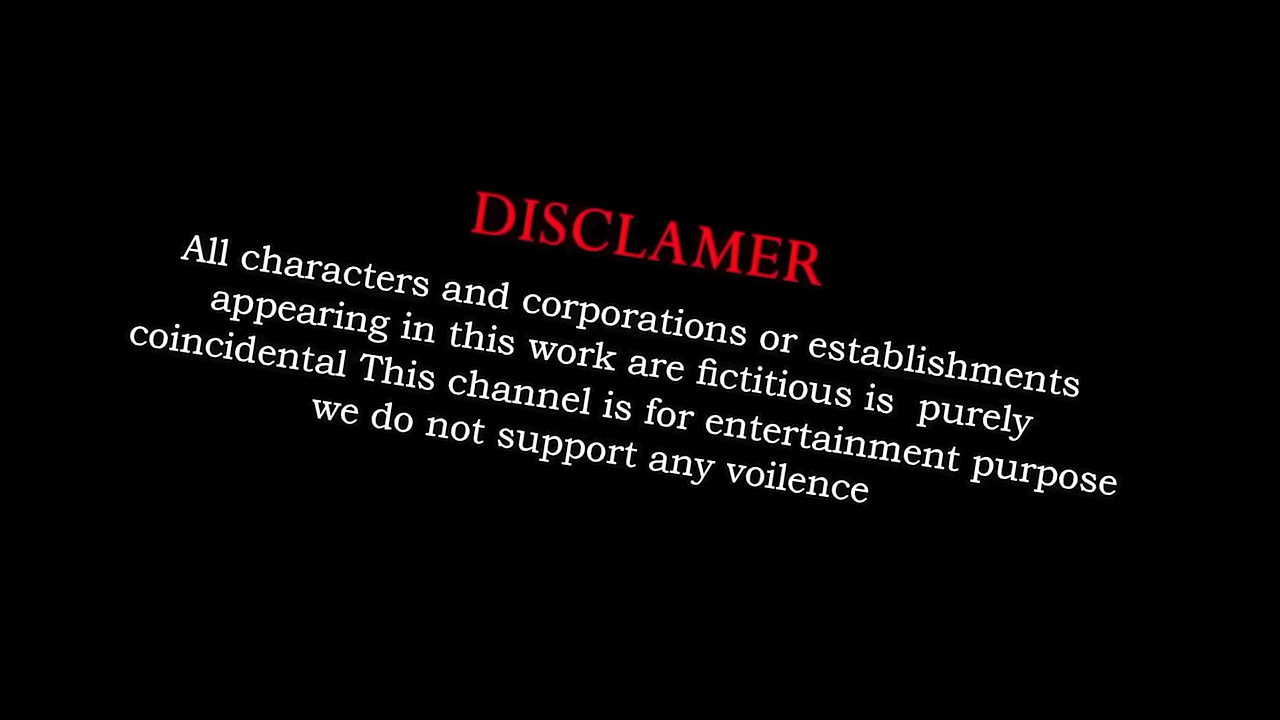 DISCLAMER
All characters and corporations or establishments
appearing in this work are fictitious is  purely
coincidental This channel is for entertainment purpose
we do not support any voilence